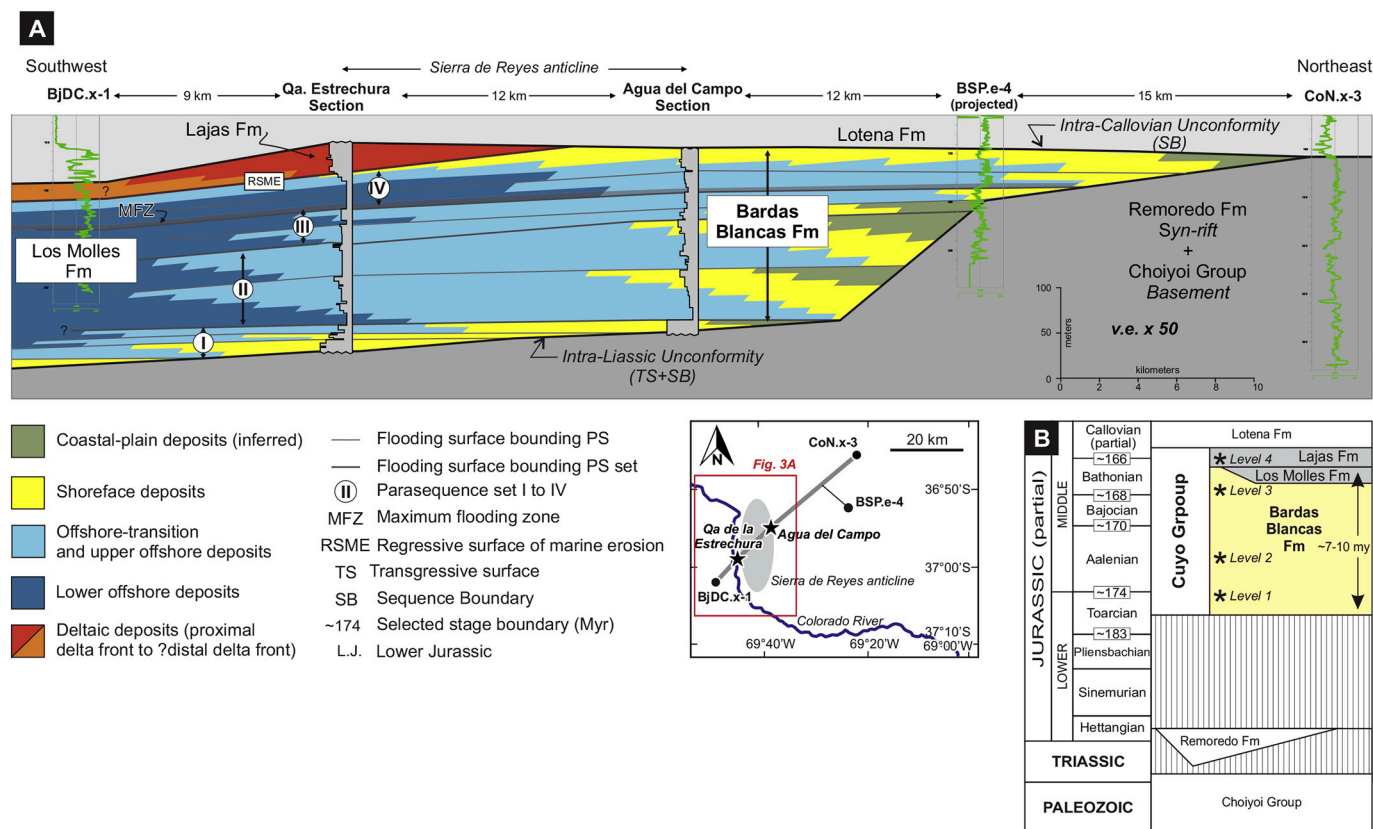 A
Southwest
Sierra de Reyes anticline
Northeast
BjDC.x-1
9 km
Qa. Estrechura
Section
12 km
Agua del Campo
Section
12 km
BSP.e-4
(projected)
15 km
CoN.x-3
Lajas Fm
Lotena Fm
Intra-Callovian Unconformity
(SB)
RSME
IV
?
MFZ
III
Los Molles
Fm
II
Bardas
Blancas Fm
Remoredo Fm
Syn-rift
+
Choiyoi Group
Basement
v.e. x 50
?
I
Intra-Liassic Unconformity
(TS+SB)
100
50
0
meters
kilometers
0 2 4 6 8 10
Coastal-plain deposits (inferred)
Shoreface deposits
Offshore-transition
and upper offshore deposits
Lower offshore deposits
Deltaic deposits (proximal
delta front to ?distal delta front)
Flooding surface bounding PS
Flooding surface bounding PS set
II Parasequence set I to IV
MFZ Maximum flooding zone
RSME Regressive surface of marine erosion
TS Transgressive surface
SB Sequence Boundary
~174 Selected stage boundary (Myr)
L.J. Lower Jurassic
N
Fig. 3A
CoN.x-3
20 km
BSP.e-4
36°50'S
Qa de la
Estrechura
Agua del Campo
37°00'S
Sierra de Reyes anticline
BjDC.x-1
Colorado River
37°10'S
69°40'W
69°20'W
69°00'W
B
JURASSIC (partial)
MIDDLE
LOWER
Callovian
(partial)
~166
Bathonian
~168
Bajocian
~170
Aalenian
~174
Toarcian
~183
Pliensbachian
Sinemurian
Hettangian
TRIASSIC
PALEOZOIC
Cuyo Grpoup
Lotena Fm
* Level 4
Lajas Fm
Los Molles Fm
* Level 3
Bardas
Blancas
Fm
~7-10 my
* Level 2
* Level 1
Remoredo Fm
Choiyoi Group